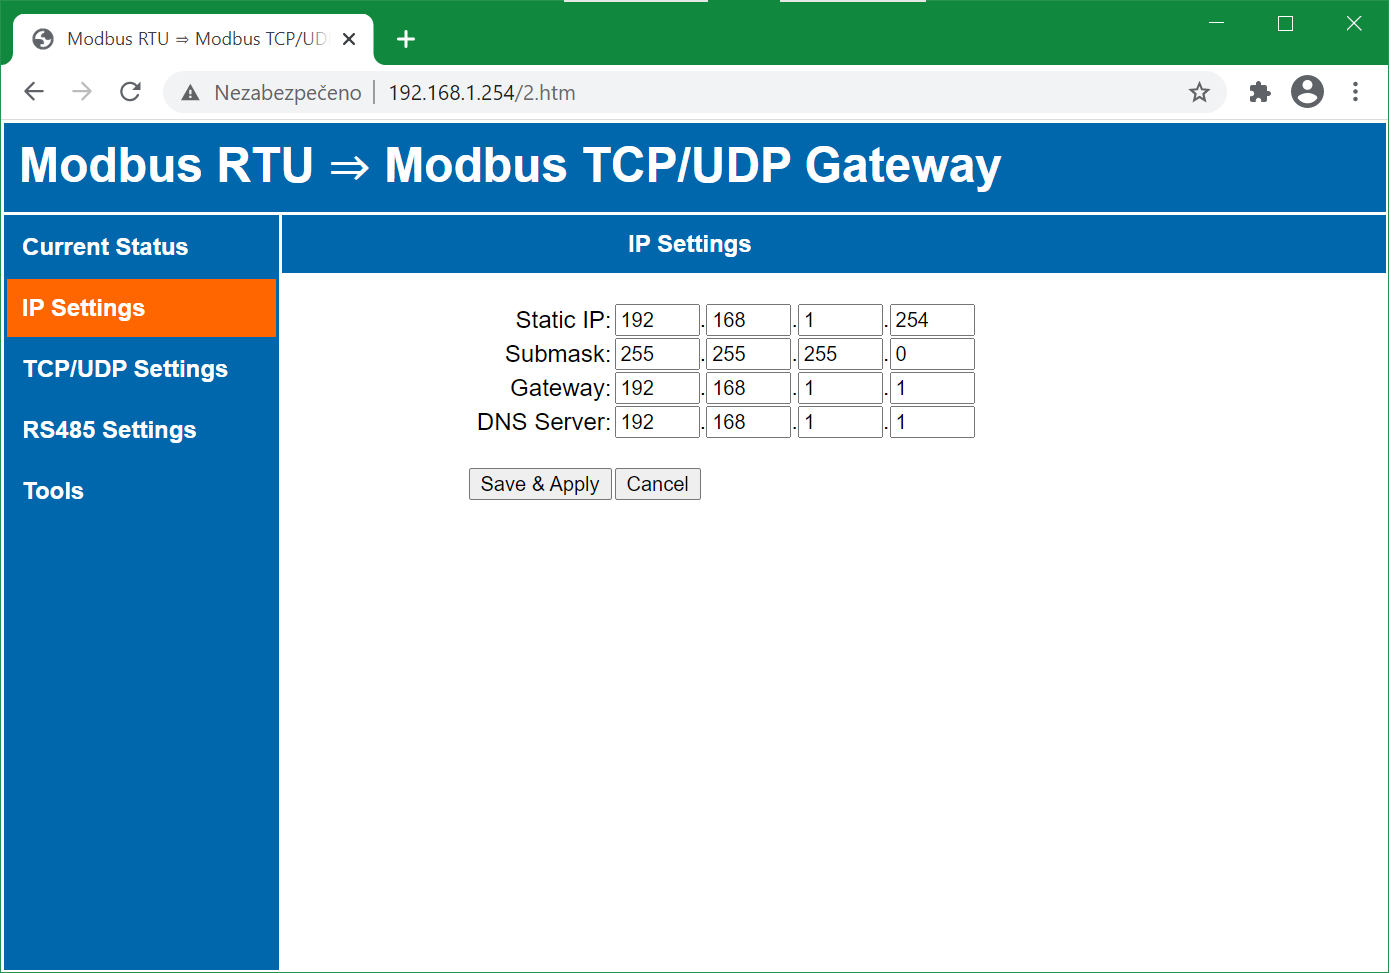 Modbus RTU ⇒ Modbus TCP/UD
Nezabezpečeno | 192.168.1.254/2.htm
Modbus RTU ⇒ Modbus TCP/UDP Gateway
Current Status
IP Settings
TCP/UDP Settings
RS485 Settings
Tools
IP Settings
Static IP: 192 . 168 . 1 . 254
Submask: 255 . 255 . 255 . 0
Gateway: 192 . 168 . 1 . 1
DNS Server: 192 . 168 . 1 . 1
Save & Apply Cancel